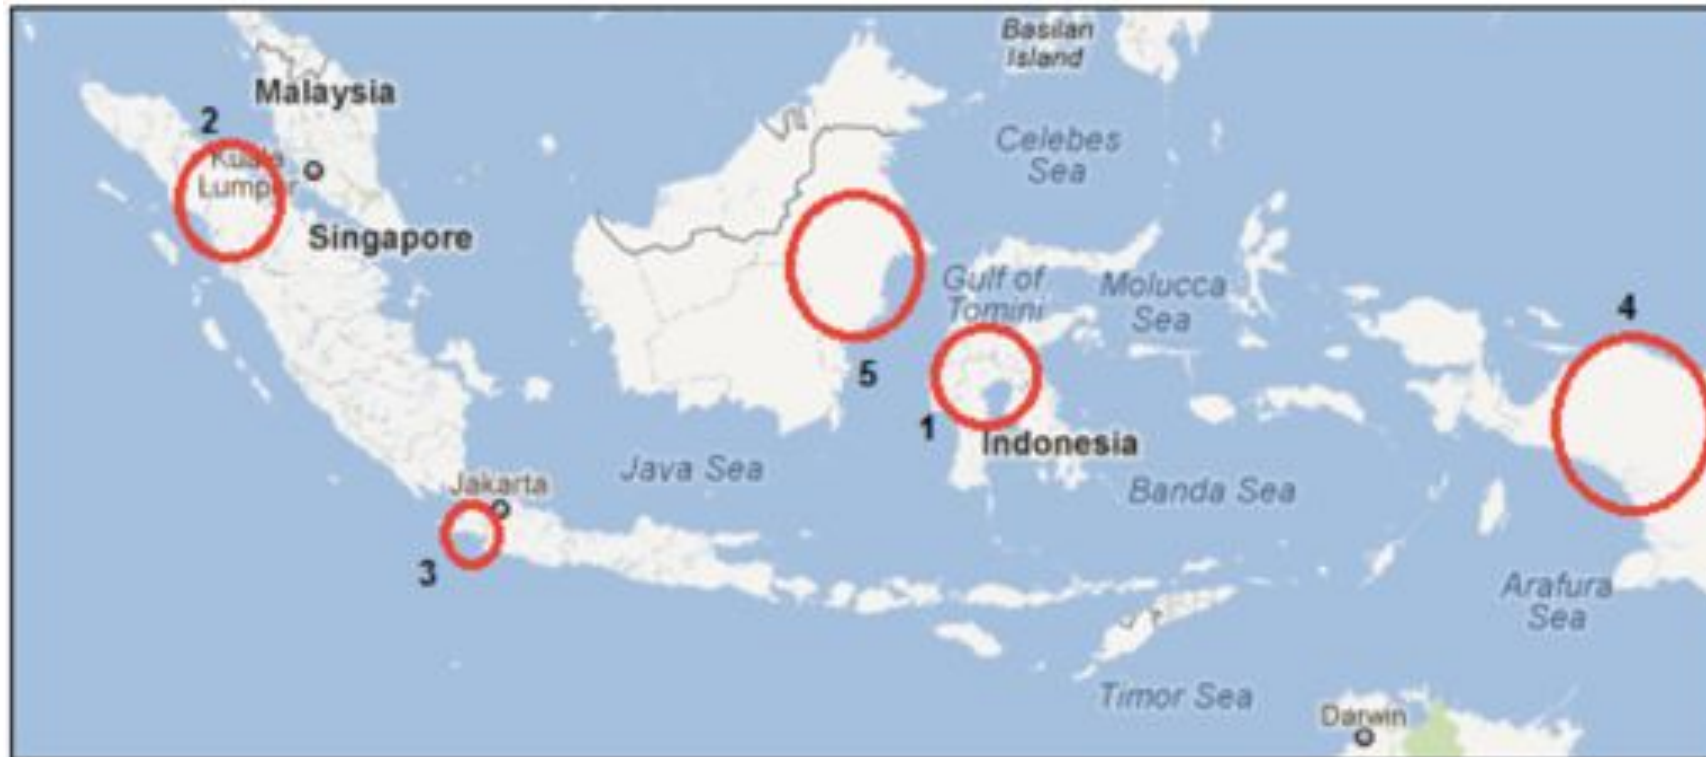 Basilan
Island
Malaysia
2
Celebes
Sea
Kuala
Lumpur
Singapore
Gulf of
Tomini
Molucca
Sea
4
5
1
Indonesia
Java Sea
Jakarta
Banda Sea
3
Arafura
Sea
Timor Sea
Darwin